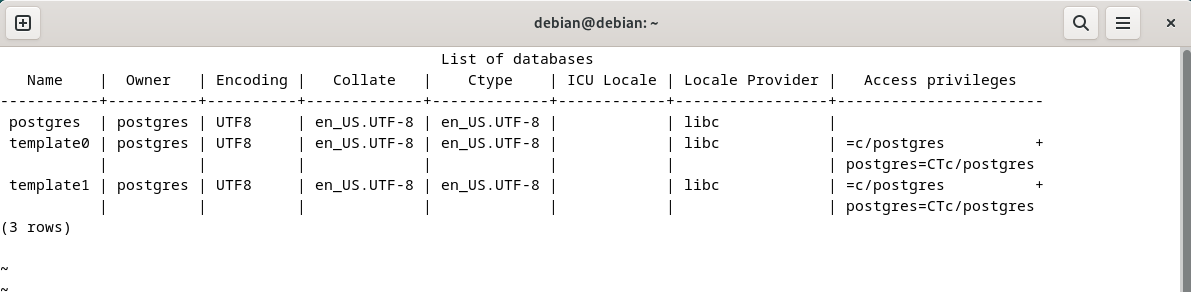 debian@debian: ~
                                                 List of databases
   Name    |  Owner   | Encoding |   Collate   |    Ctype    | ICU Locale | Locale Provider |   Access privileges   
-----------+----------+----------+-------------+-------------+------------+-----------------+-----------------------
 postgres  | postgres | UTF8     | en_US.UTF-8 | en_US.UTF-8 |            | libc            | 
 template0 | postgres | UTF8     | en_US.UTF-8 | en_US.UTF-8 |            | libc            | =c/postgres          +
           |          |          |             |             |            |                 | postgres=CTc/postgres
 template1 | postgres | UTF8     | en_US.UTF-8 | en_US.UTF-8 |            | libc            | =c/postgres          +
           |          |          |             |             |            |                 | postgres=CTc/postgres
(3 rows)

~
~